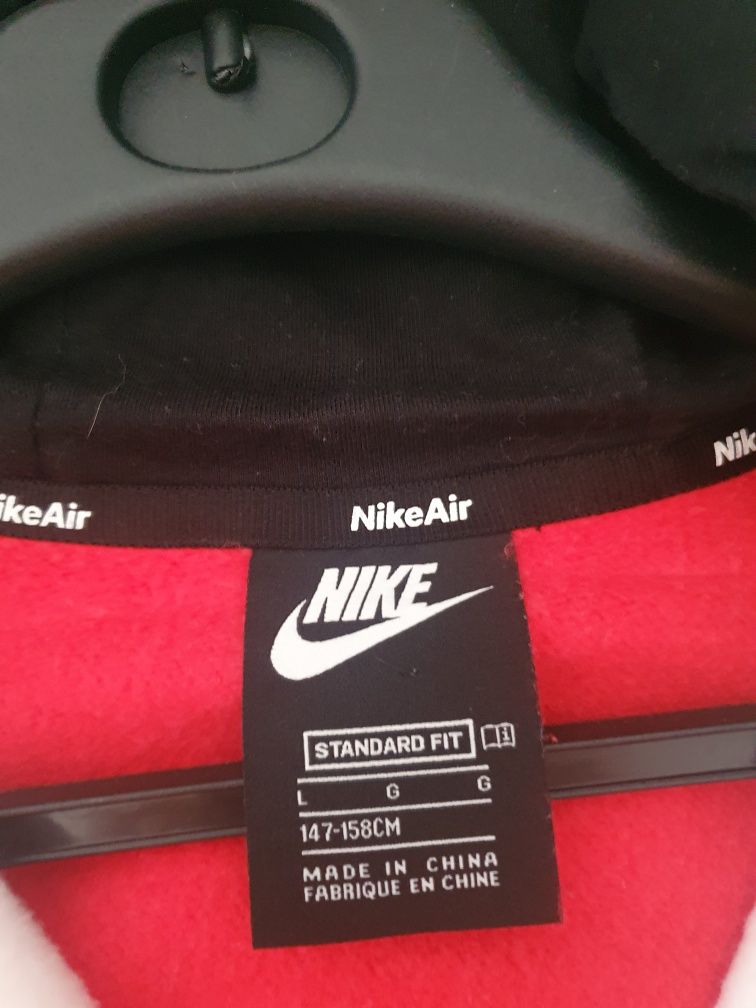 ikeAir
NikeAir
Nik
NIKE
STANDARD FIT
L G G
147-158CM
MADE IN CHINA
FABRIQUE EN CHINE